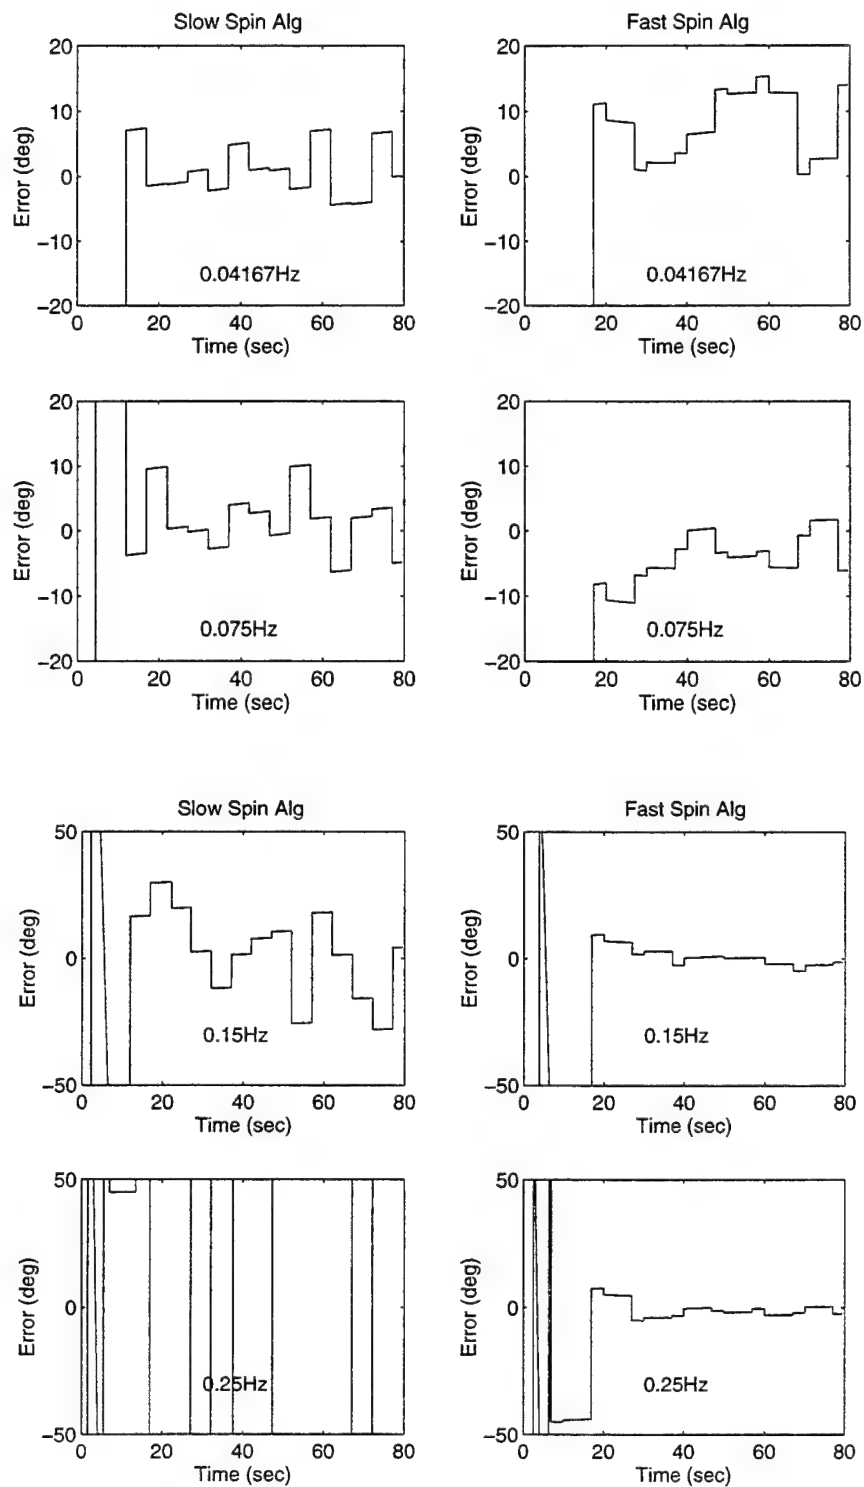 Slow Spin Alg
Fast Spin Alg
20
10
0
−10
−20
Error (deg)
0.04167Hz
0 20 40 60 80
Time (sec)
20
10
0
−10
−20
Error (deg)
0.04167Hz
0 20 40 60 80
Time (sec)
20
10
0
−10
−20
Error (deg)
0.075Hz
0 20 40 60 80
Time (sec)
20
10
0
−10
−20
Error (deg)
0.075Hz
0 20 40 60 80
Time (sec)
Slow Spin Alg
Fast Spin Alg
50
0
−50
Error (deg)
0.15Hz
0 20 40 60 80
Time (sec)
50
0
−50
Error (deg)
0.15Hz
0 20 40 60 80
Time (sec)
50
0
−50
Error (deg)
0.25Hz
0 20 40 60 80
Time (sec)
50
0
−50
Error (deg)
0.25Hz
0 20 40 60 80
Time (sec)